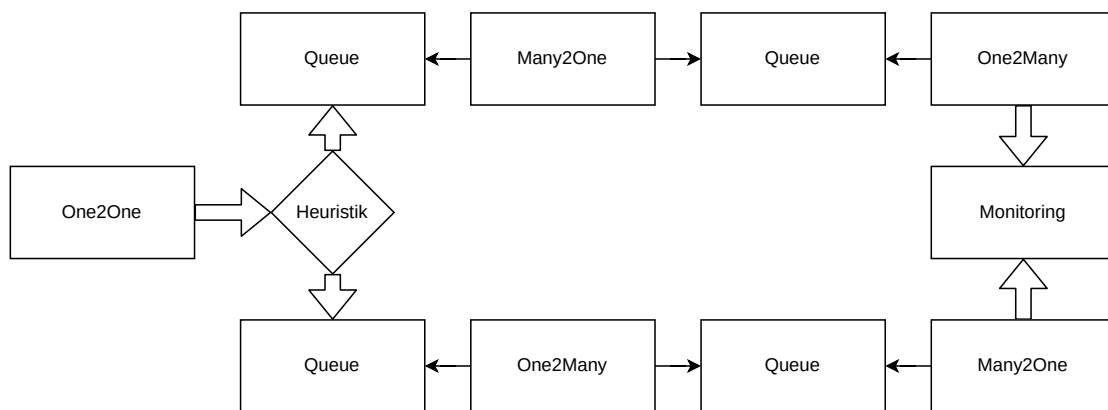 Queue
Many2One
Queue
One2Many
One2One
Heuristik
Monitoring
Queue
One2Many
Queue
Many2One